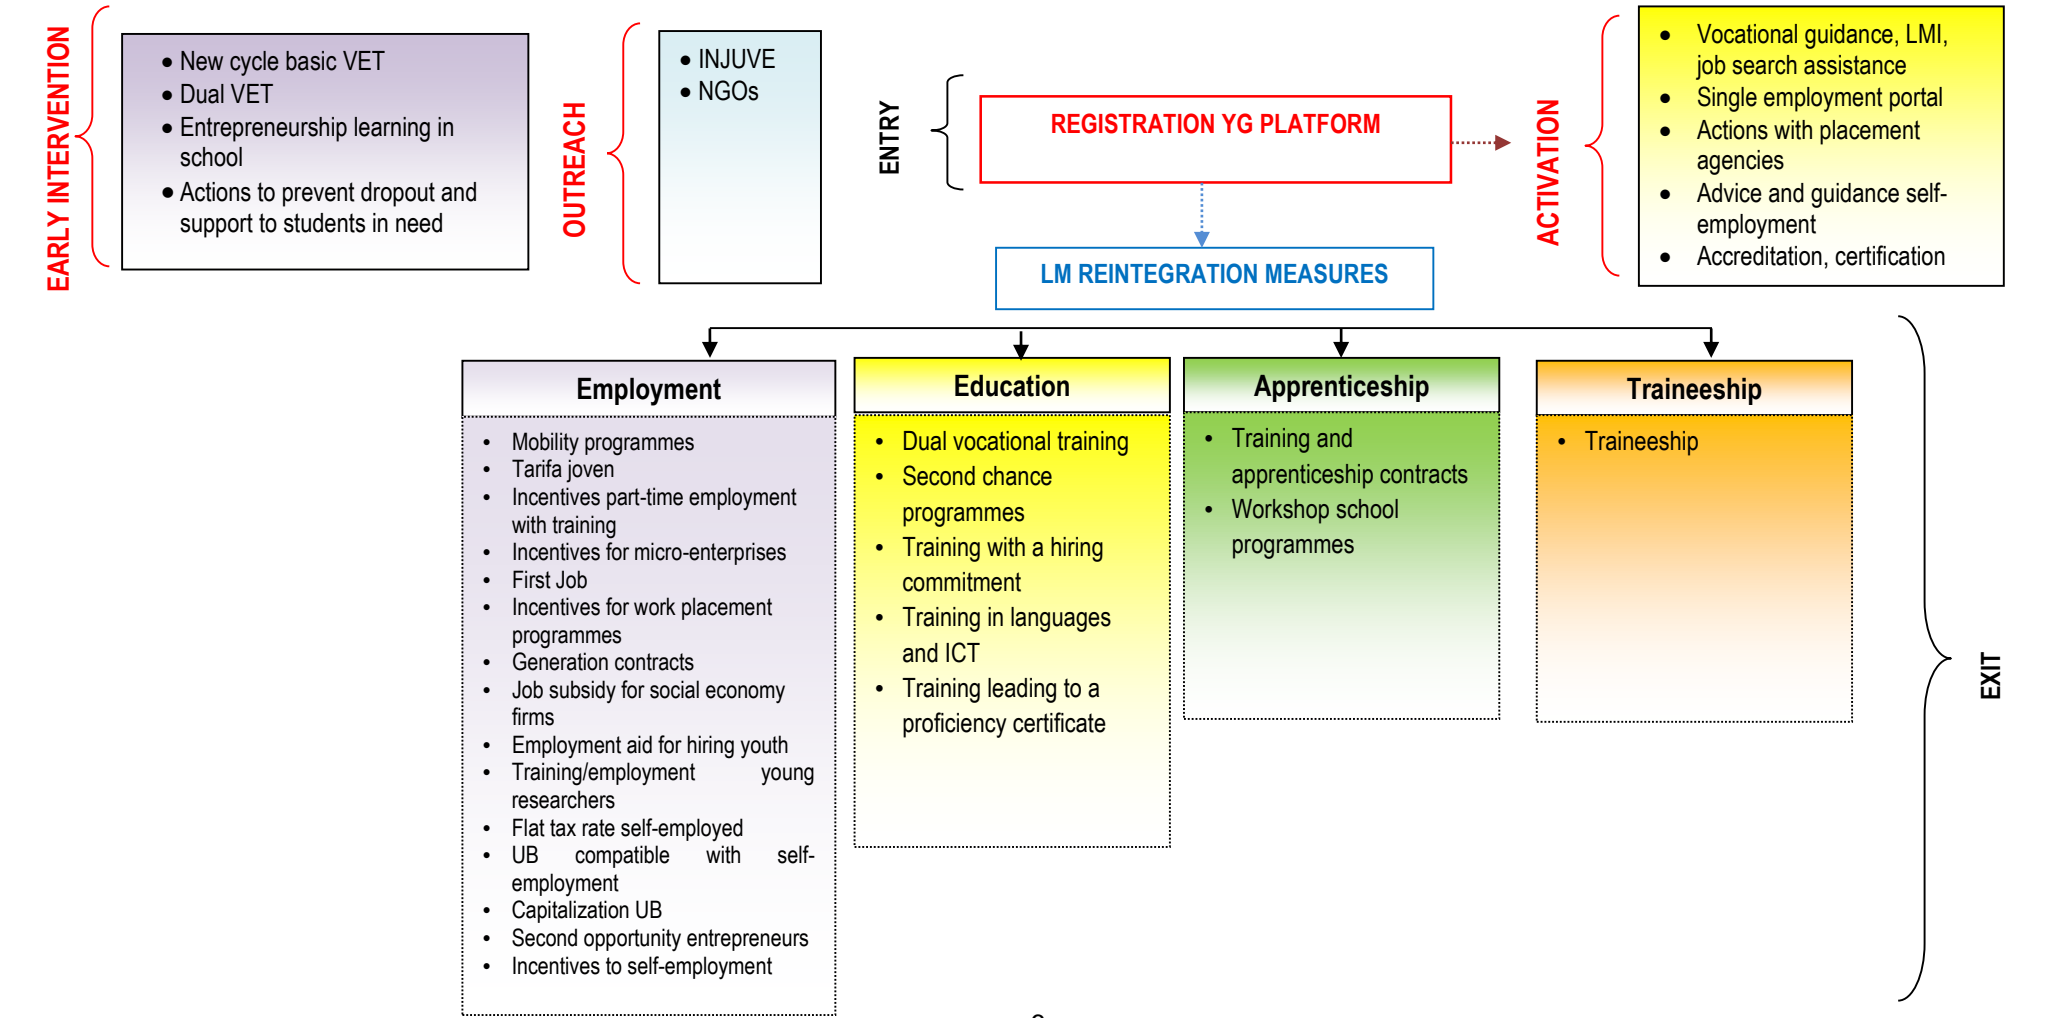 EARLY INTERVENTION
• New cycle basic VET
• Dual VET
• Entrepreneurship learning in
school
• Actions to prevent dropout and
support to students in need
OUTREACH
• INJUVE
• NGOs
ENTRY
REGISTRATION YG PLATFORM
ACTIVATION
• Vocational guidance, LMI,
job search assistance
• Single employment portal
• Actions with placement
agencies
• Advice and guidance self-
employment
• Accreditation, certification
LM REINTEGRATION MEASURES
Employment
• Mobility programmes
• Tarifa joven
• Incentives part-time employment
with training
• Incentives for micro-enterprises
• First Job
• Incentives for work placement
programmes
• Generation contracts
• Job subsidy for social economy
firms
• Employment aid for hiring youth
• Training/employment young
researchers
• Flat tax rate self-employed
• UB compatible with self-
employment
• Capitalization UB
• Second opportunity entrepreneurs
• Incentives to self-employment
Education
• Dual vocational training
• Second chance
programmes
• Training with a hiring
commitment
• Training in languages
and ICT
• Training leading to a
proficiency certificate
Apprenticeship
• Training and
apprenticeship contracts
• Workshop school
programmes
Traineeship
• Traineeship
EXIT